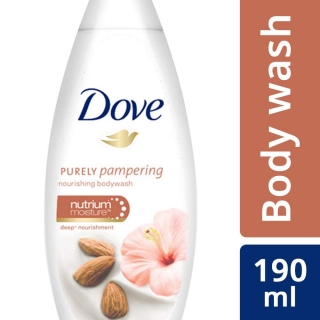 Dove
PURELY pampering
nourishing bodywash
nutrium
moisture
deep nourishment
Body wash
190
ml